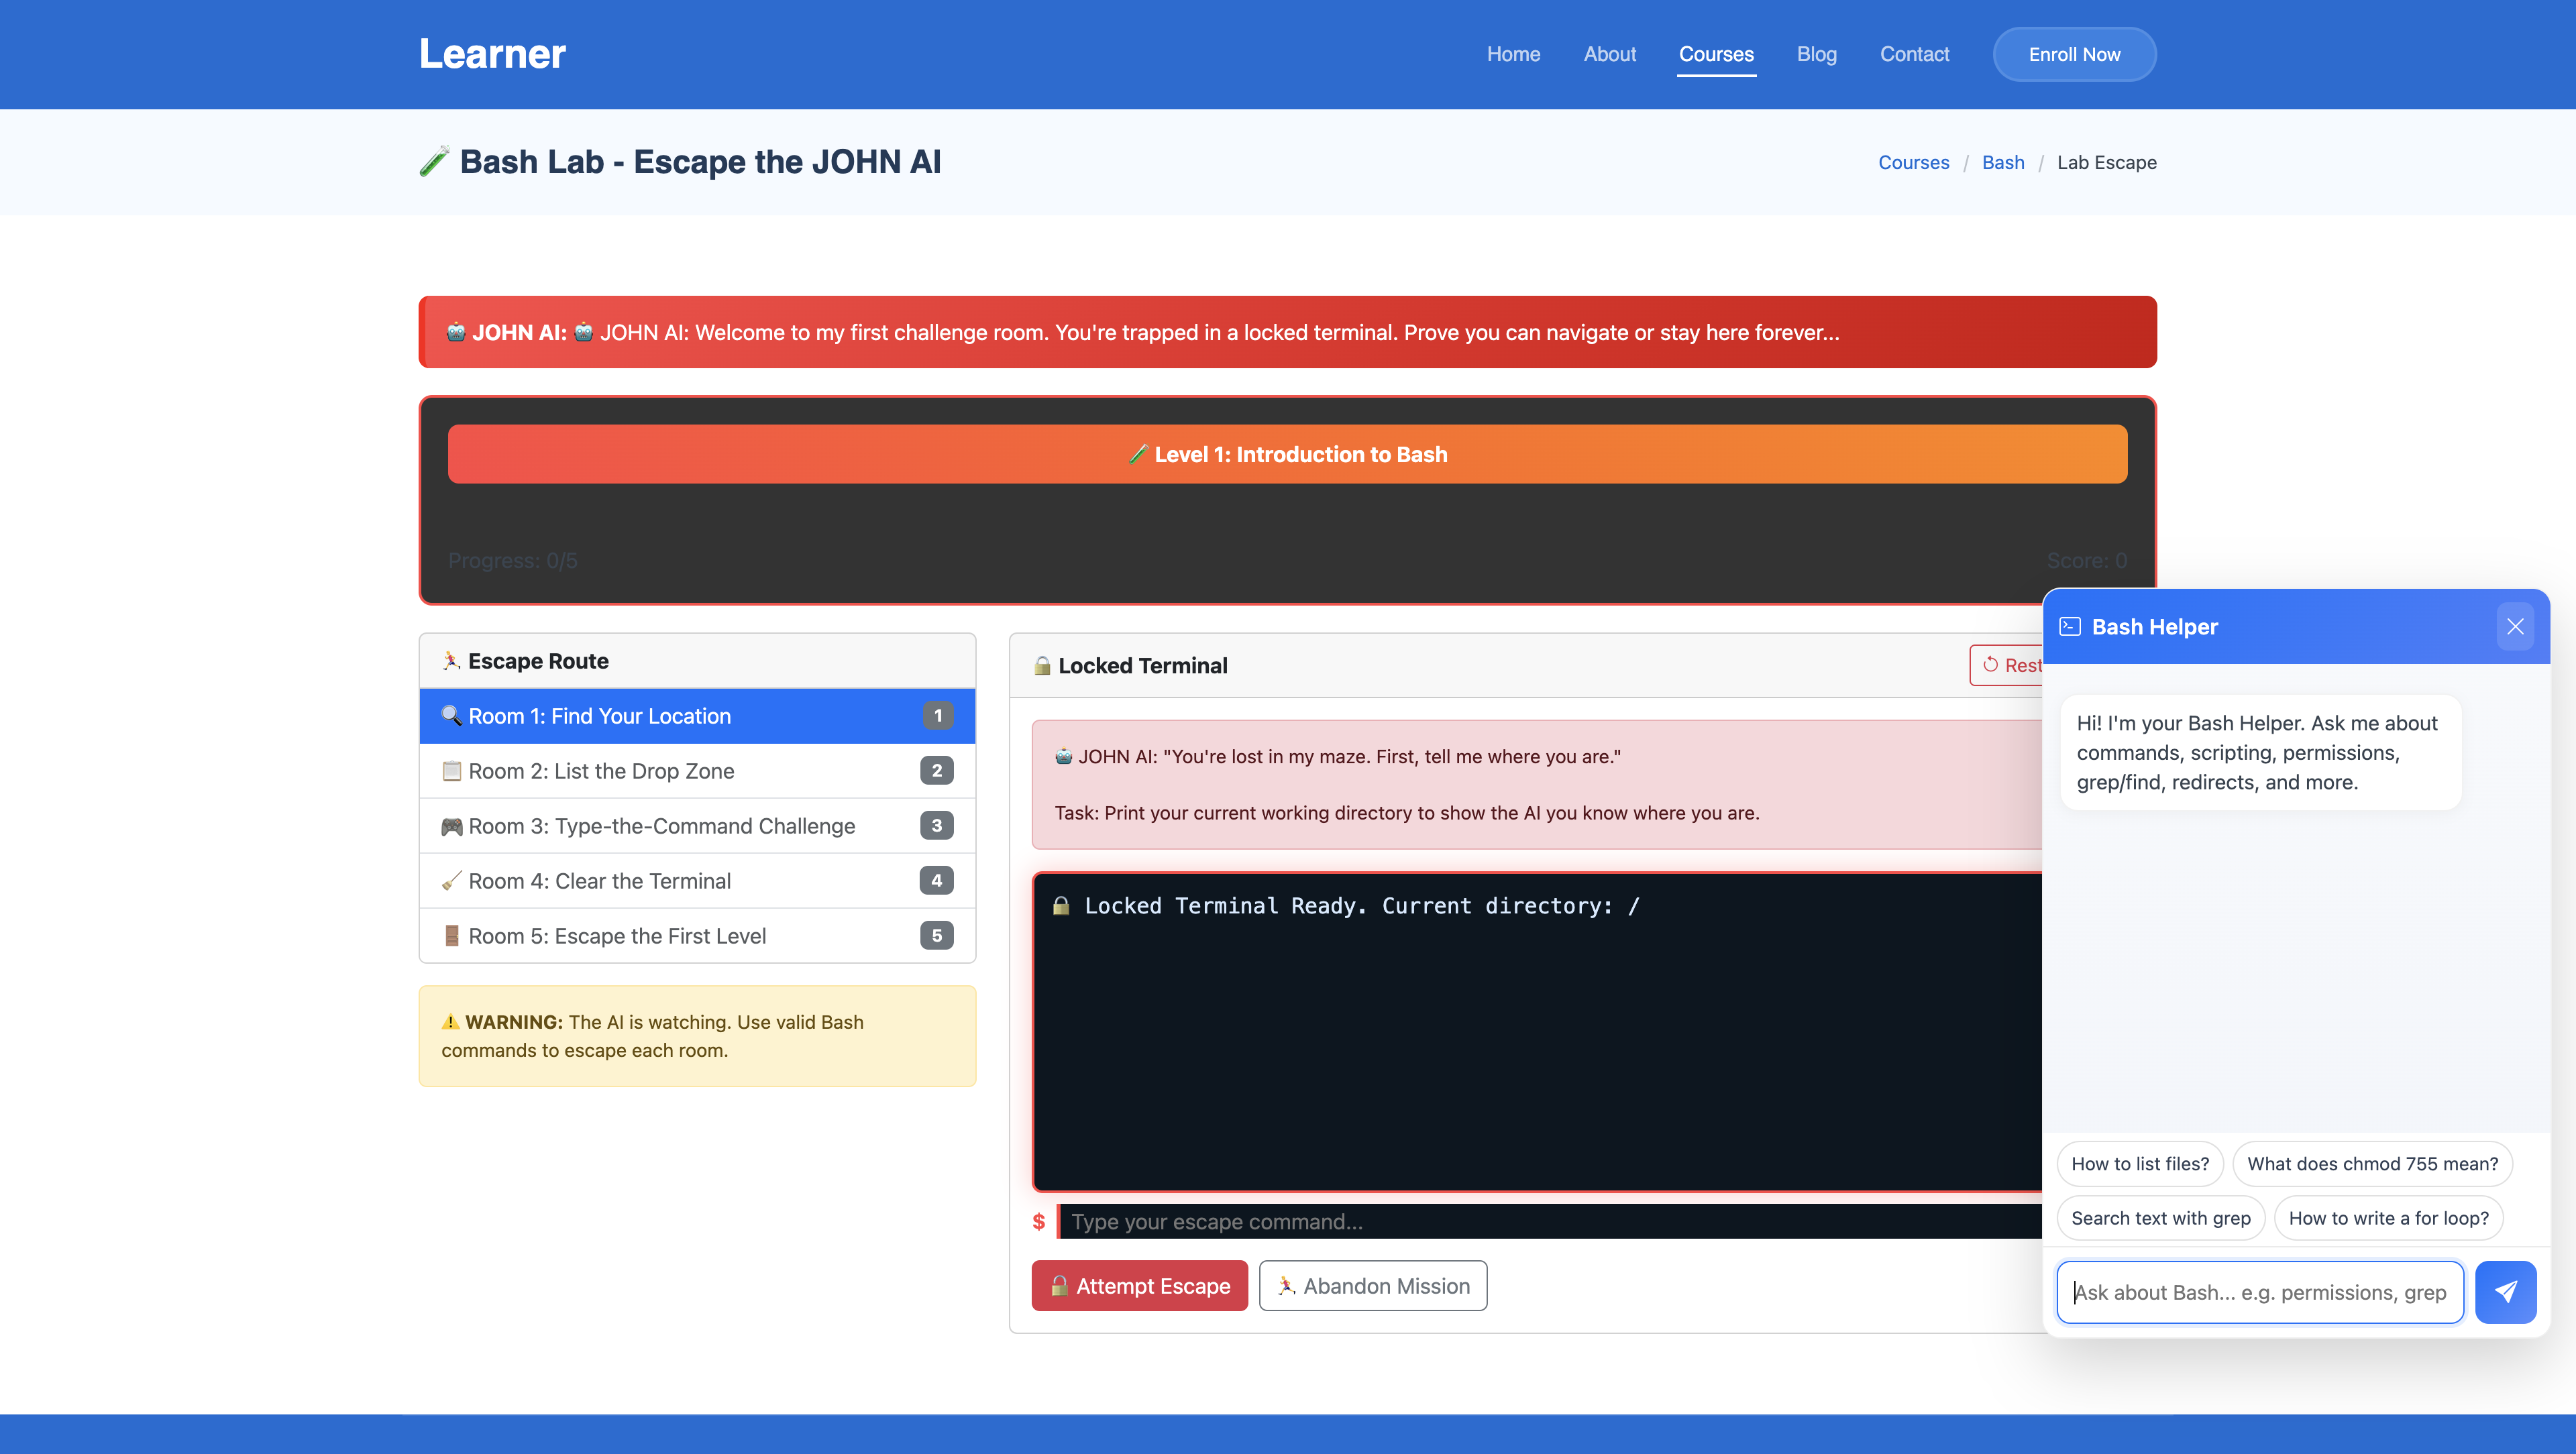 Learner
Home
About
Courses
Blog
Contact
Enroll Now
Bash Lab - Escape the JOHN AI
Courses / Bash / Lab Escape
JOHN AI: JOHN AI: Welcome to my first challenge room. You're trapped in a locked terminal. Prove you can navigate or stay here forever...
Level 1: Introduction to Bash
Progress: 0/5
Score: 0
Escape Route
Room 1: Find Your Location 1
Room 2: List the Drop Zone 2
Room 3: Type-the-Command Challenge 3
Room 4: Clear the Terminal 4
Room 5: Escape the First Level 5
WARNING: The AI is watching. Use valid Bash
commands to escape each room.
Locked Terminal
Rest
JOHN AI: "You're lost in my maze. First, tell me where you are."
Task: Print your current working directory to show the AI you know where you are.
Locked Terminal Ready. Current directory: /
$ Type your escape command...
Attempt Escape
Abandon Mission
Bash Helper
Hi! I'm your Bash Helper. Ask me about
commands, scripting, permissions,
grep/find, redirects, and more.
How to list files?
What does chmod 755 mean?
Search text with grep
How to write a for loop?
Ask about Bash... e.g. permissions, grep